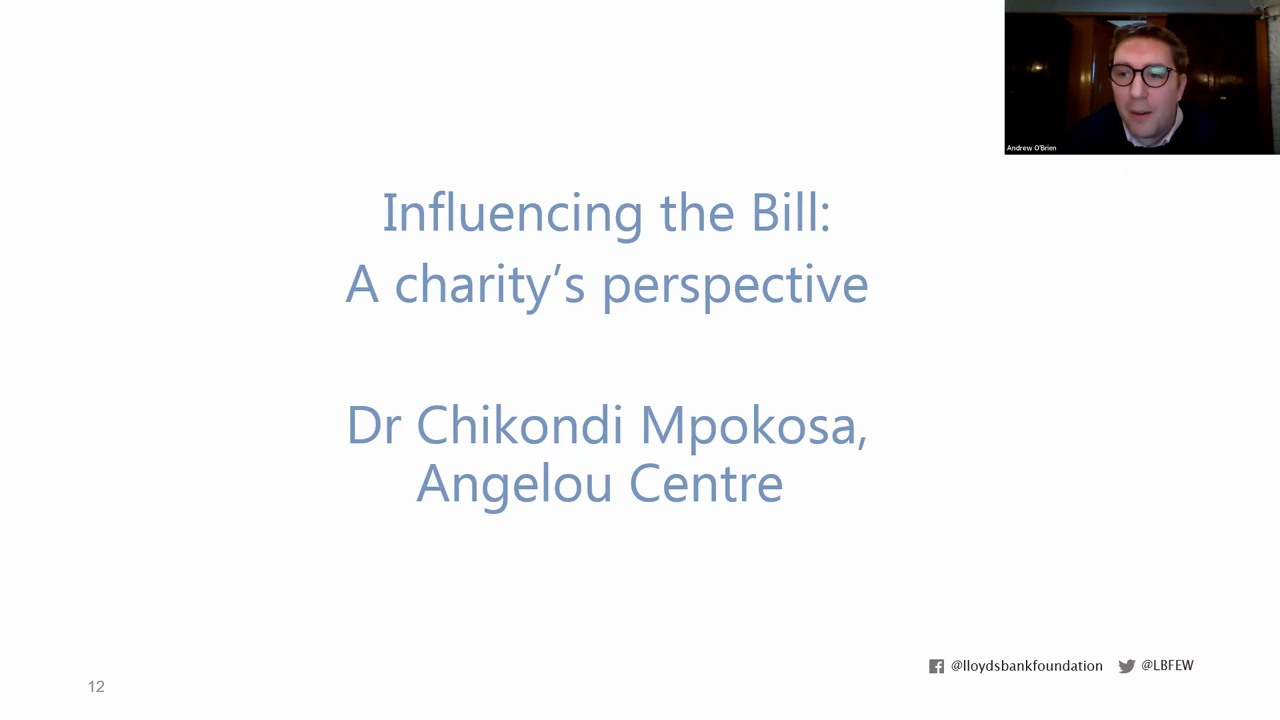 Andrew O'Brien
Influencing the Bill:
A charity’s perspective
Dr Chikondi Mpokosa,
Angelou Centre
@lloydsbankfoundation @LBFEW
12